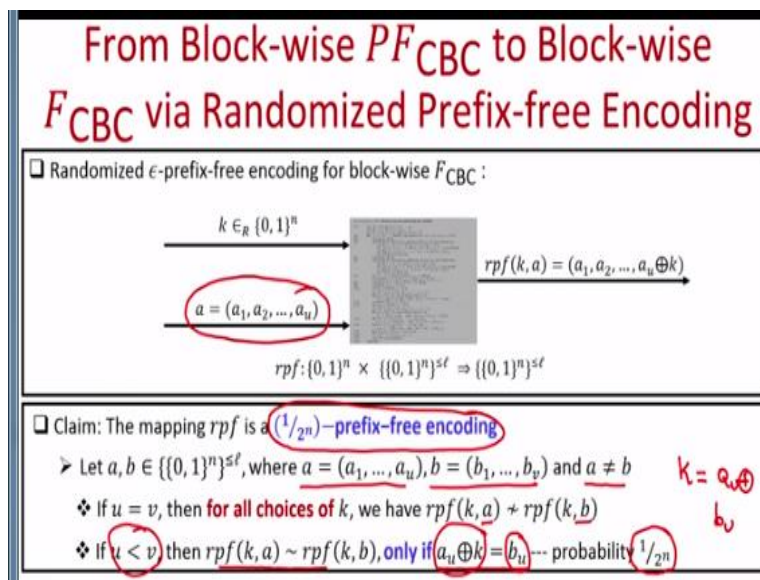 From Block-wise PF_CBC to Block-wise
F_CBC via Randomized Prefix-free Encoding
❑ Randomized ϵ-prefix-free encoding for block-wise F_CBC :
k ∈_R {0, 1}^n
rpf(k, a) = (a_1, a_2, ..., a_u⊕k)
a = (a_1, a_2, ..., a_u)
rpf: {0, 1}^n × {{0, 1}^n}^≤ℓ ⇒ {{0, 1}^n}^≤ℓ
❑ Claim: The mapping rpf is a (1/2^n)−prefix−free encoding
➢ Let a, b ∈ {{0, 1}^n}^≤ℓ, where a = (a_1, ..., a_u), b = (b_1, ..., b_v) and a ≠ b
k = a_u⊕
b_u
❖ If u = v, then for all choices of k, we have rpf(k, a) ≁ rpf(k, b)
❖ If u < v then rpf(k, a) ~ rpf(k, b), only if a_u⊕k = b_u --- probability 1/2^n